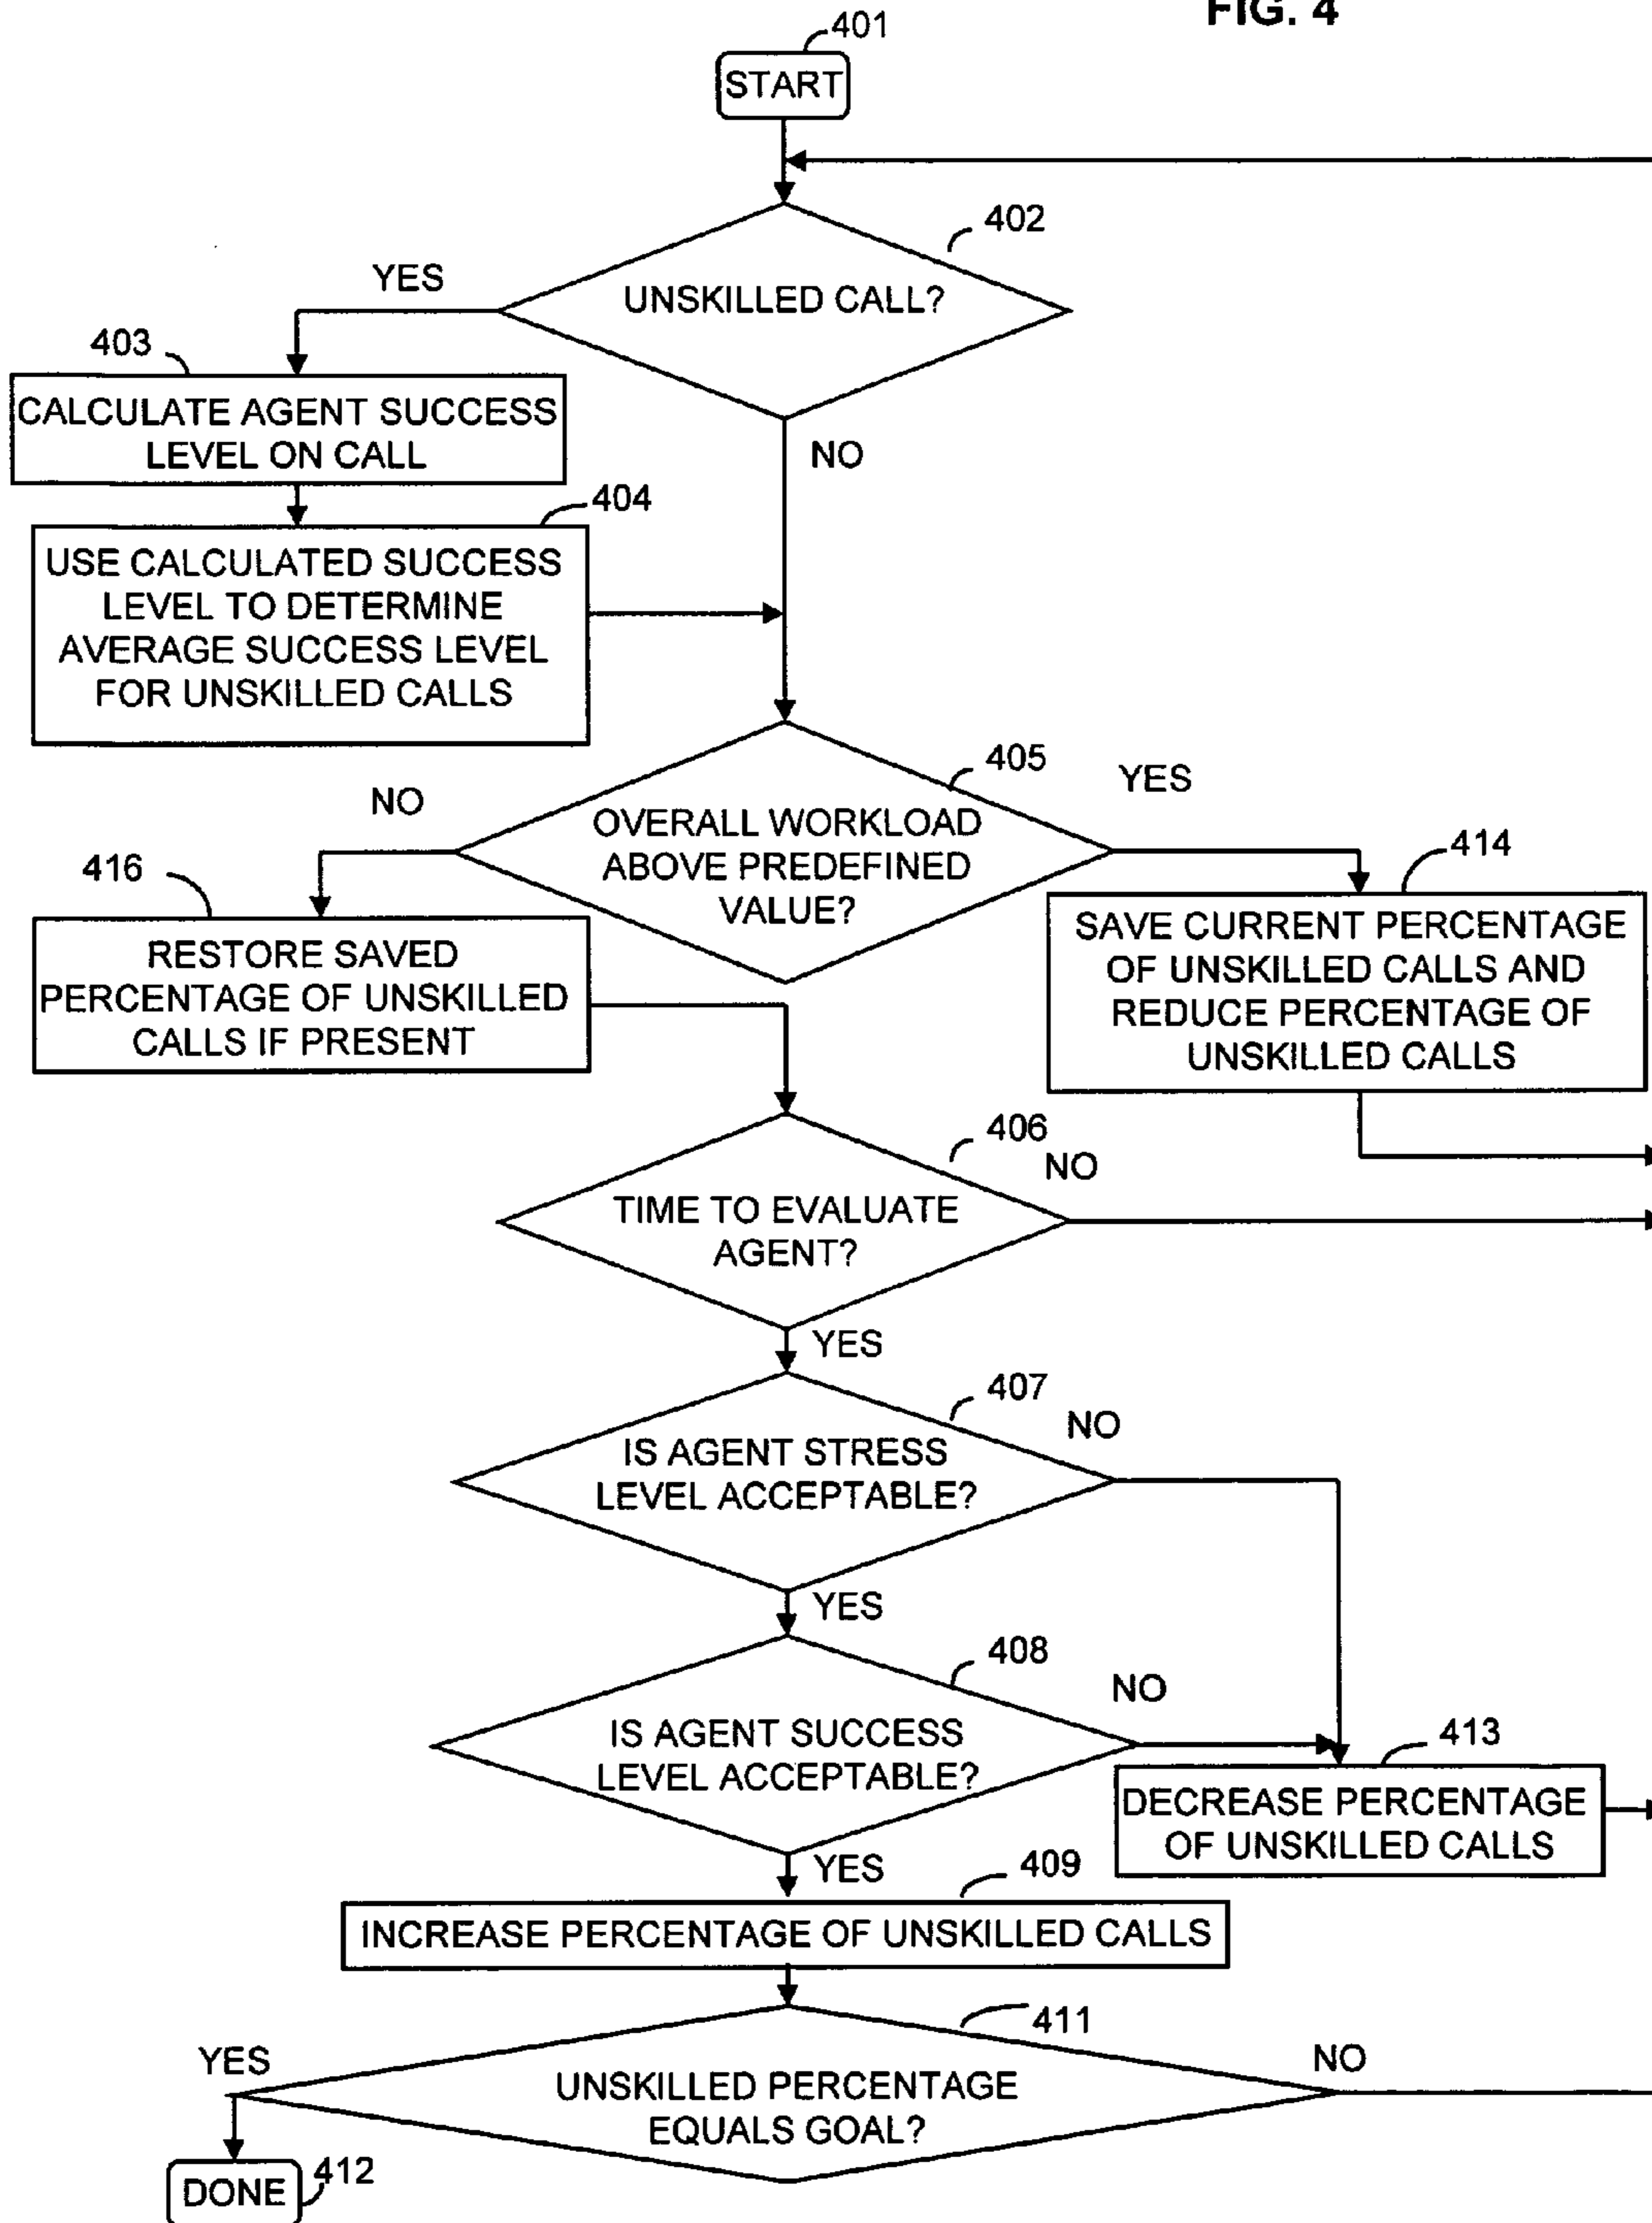 FIG. 4
401
START
402
UNSKILLED CALL?
YES
NO
403
CALCULATE AGENT SUCCESS
LEVEL ON CALL
404
USE CALCULATED SUCCESS
LEVEL TO DETERMINE
AVERAGE SUCCESS LEVEL
FOR UNSKILLED CALLS
405
OVERALL WORKLOAD
ABOVE PREDEFINED
VALUE?
NO
YES
416
RESTORE SAVED
PERCENTAGE OF UNSKILLED
CALLS IF PRESENT
414
SAVE CURRENT PERCENTAGE
OF UNSKILLED CALLS AND
REDUCE PERCENTAGE OF
UNSKILLED CALLS
406
NO
TIME TO EVALUATE
AGENT?
YES
407
NO
IS AGENT STRESS
LEVEL ACCEPTABLE?
YES
408
NO
IS AGENT SUCCESS
LEVEL ACCEPTABLE?
413
DECREASE PERCENTAGE
OF UNSKILLED CALLS
YES
409
INCREASE PERCENTAGE OF UNSKILLED CALLS
411
YES
NO
UNSKILLED PERCENTAGE
EQUALS GOAL?
412
DONE